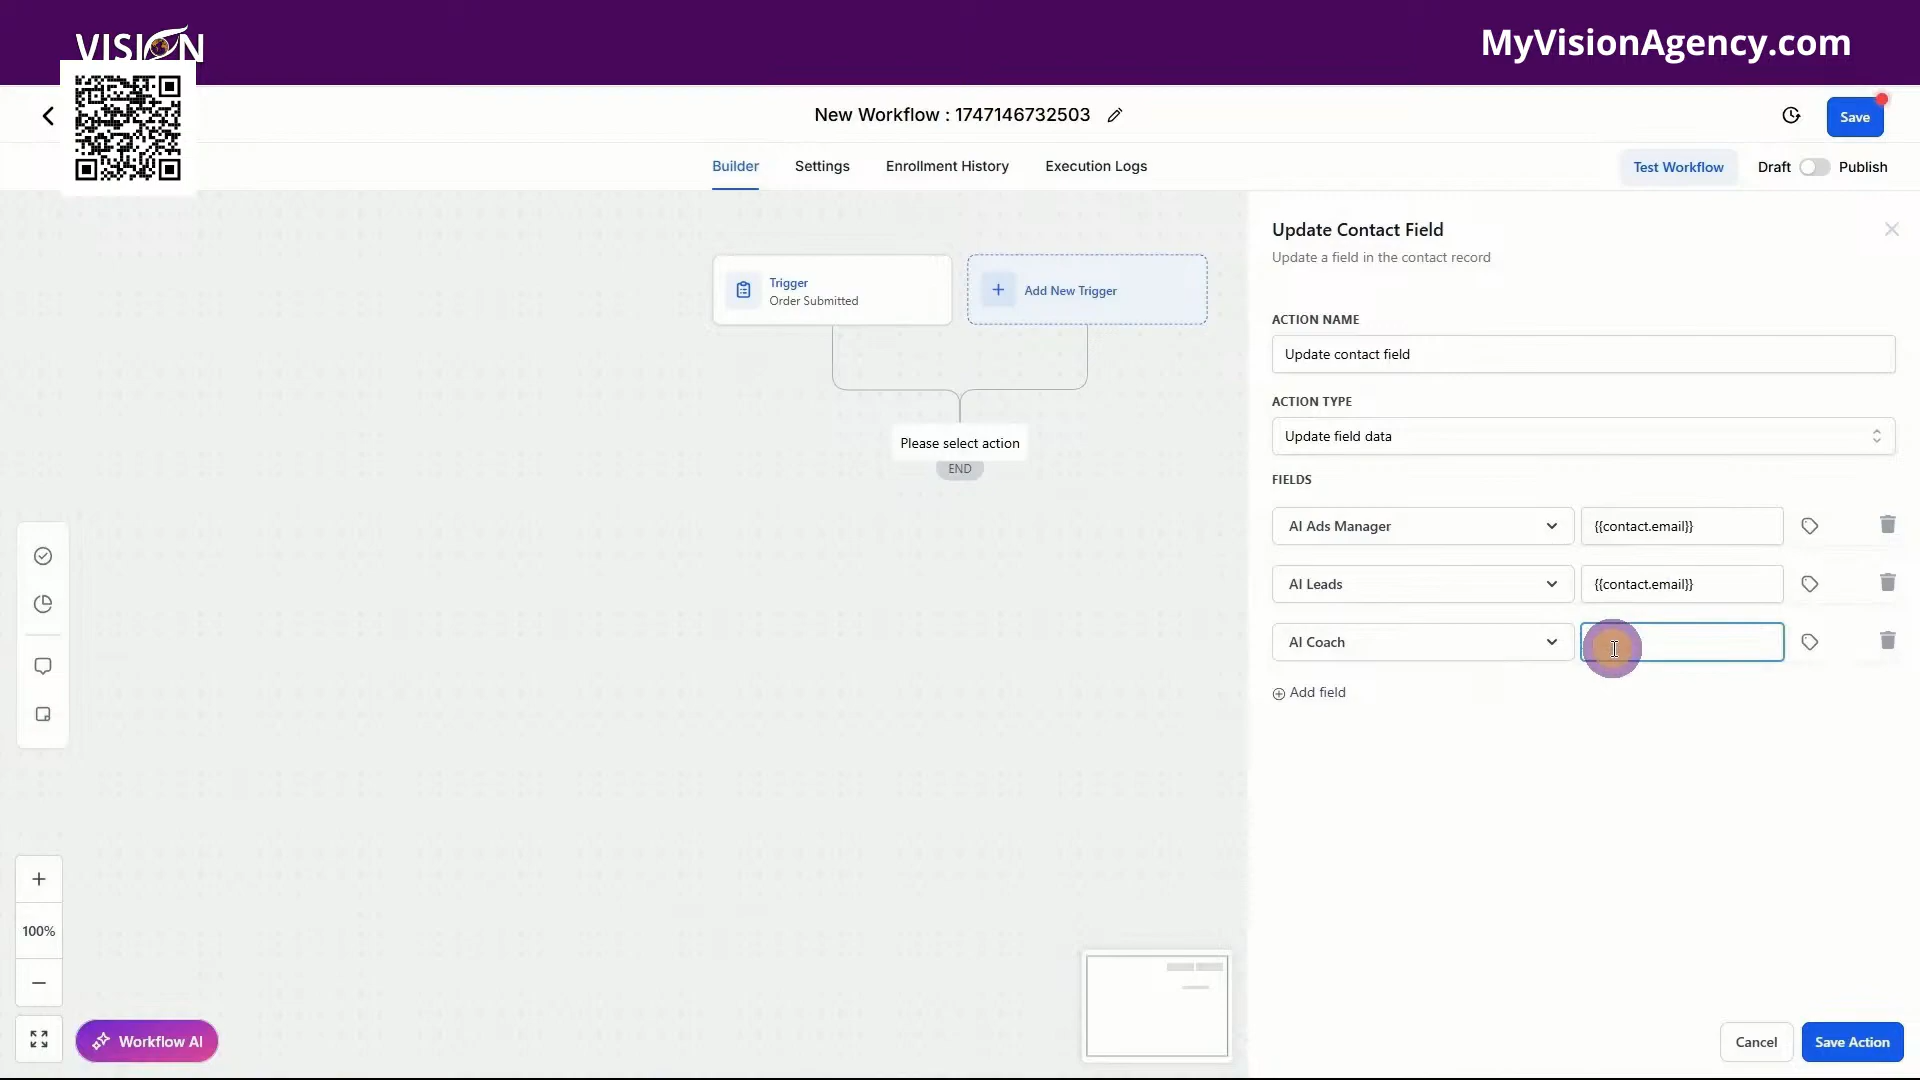 VISION
MyVisionAgency.com
New Workflow : 1747146732503
Save
Builder
Settings
Enrollment History
Execution Logs
Test Workflow
Draft
Publish
Trigger
Order Submitted
Add New Trigger
Please select action
END
Update Contact Field
Update a field in the contact record
ACTION NAME
Update contact field
ACTION TYPE
Update field data
FIELDS
AI Ads Manager
{{contact.email}}
AI Leads
{{contact.email}}
AI Coach
Add field
100%
Workflow AI
Cancel
Save Action